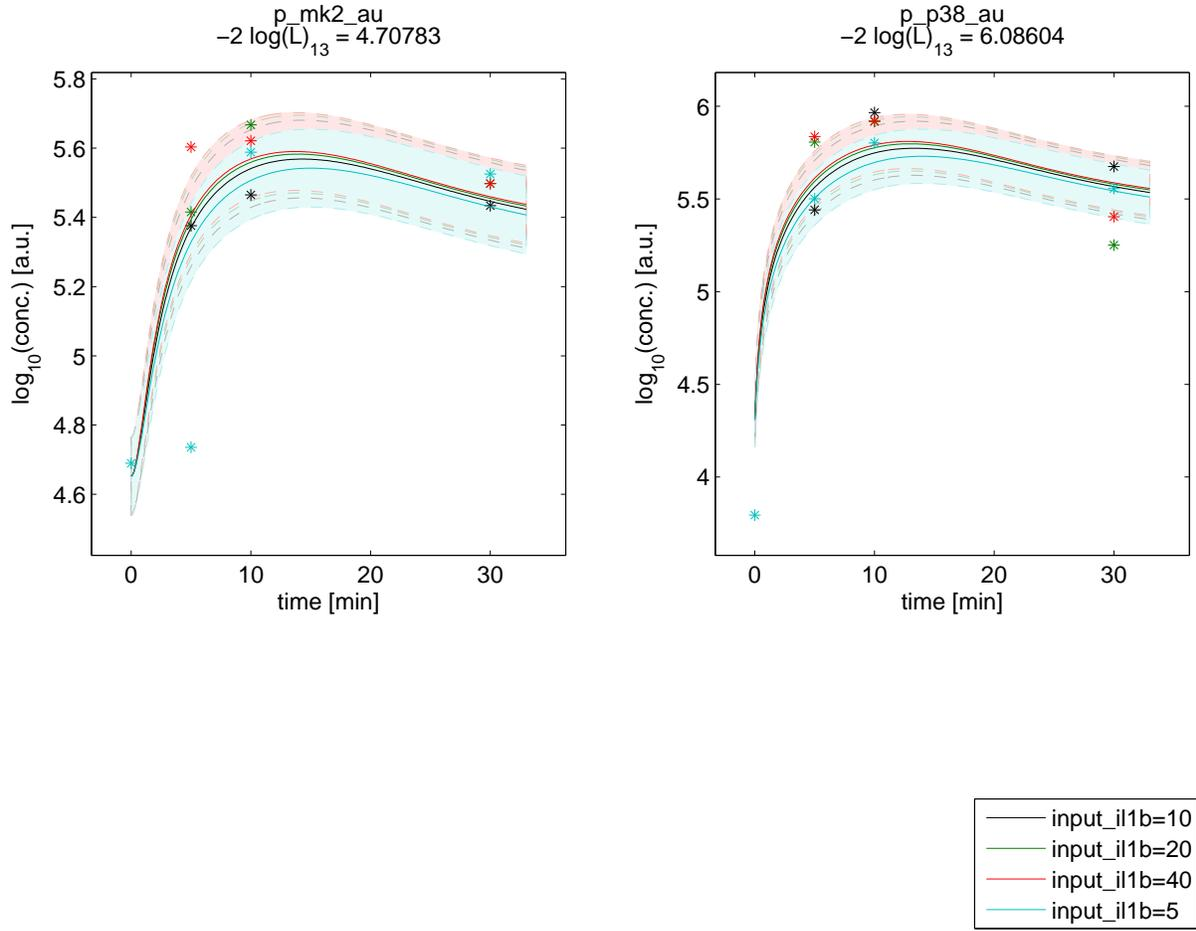 p_mk2_au
−2 log(L)13 = 4.70783
5.8
5.6
5.4
5.2
5
4.8
4.6
log10(conc.) [a.u.]
0 10 20 30
time [min]
p_p38_au
−2 log(L)13 = 6.08604
6
5.5
5
4.5
4
log10(conc.) [a.u.]
0 10 20 30
time [min]
input_il1b=10
input_il1b=20
input_il1b=40
input_il1b=5